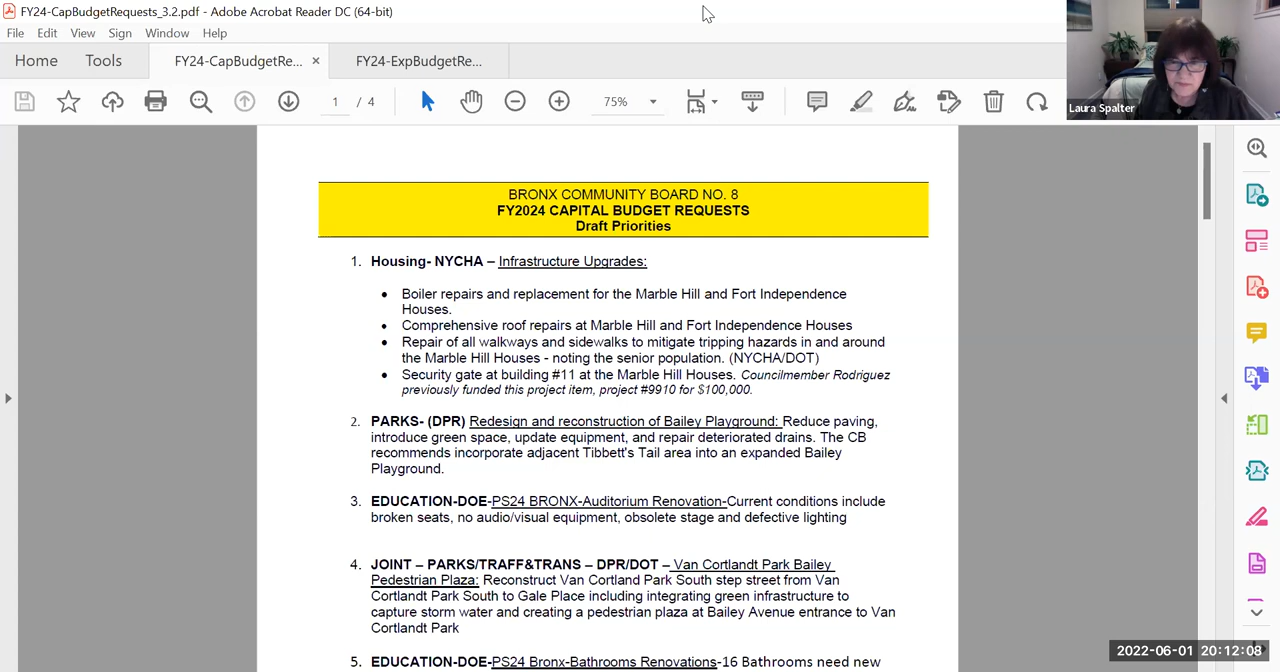 FY24-CapBudgetRequests_3.2.pdf - Adobe Acrobat Reader DC (64-bit)
File Edit View Sign Window Help
Home Tools FY24-CapBudgetRe... × FY24-ExpBudgetRe...
1 / 4 75%
Laura Spalter
BRONX COMMUNITY BOARD NO. 8
FY2024 CAPITAL BUDGET REQUESTS
Draft Priorities
1. Housing- NYCHA – Infrastructure Upgrades:
• Boiler repairs and replacement for the Marble Hill and Fort Independence
Houses.
• Comprehensive roof repairs at Marble Hill and Fort Independence Houses
• Repair of all walkways and sidewalks to mitigate tripping hazards in and around
the Marble Hill Houses - noting the senior population. (NYCHA/DOT)
• Security gate at building #11 at the Marble Hill Houses. Councilmember Rodriguez
previously funded this project item, project #9910 for $100,000.
2. PARKS- (DPR) Redesign and reconstruction of Bailey Playground: Reduce paving,
introduce green space, update equipment, and repair deteriorated drains. The CB
recommends incorporate adjacent Tibbett's Tail area into an expanded Bailey
Playground.
3. EDUCATION-DOE-PS24 BRONX-Auditorium Renovation-Current conditions include
broken seats, no audio/visual equipment, obsolete stage and defective lighting
4. JOINT – PARKS/TRAFF&TRANS – DPR/DOT – Van Cortlandt Park Bailey
Pedestrian Plaza: Reconstruct Van Cortland Park South step street from Van
Cortlandt Park South to Gale Place including integrating green infrastructure to
capture storm water and creating a pedestrian plaza at Bailey Avenue entrance to Van
Cortlandt Park
5. EDUCATION-DOE-PS24 Bronx-Bathrooms Renovations-16 Bathrooms need new
2022-06-01 20:12:08